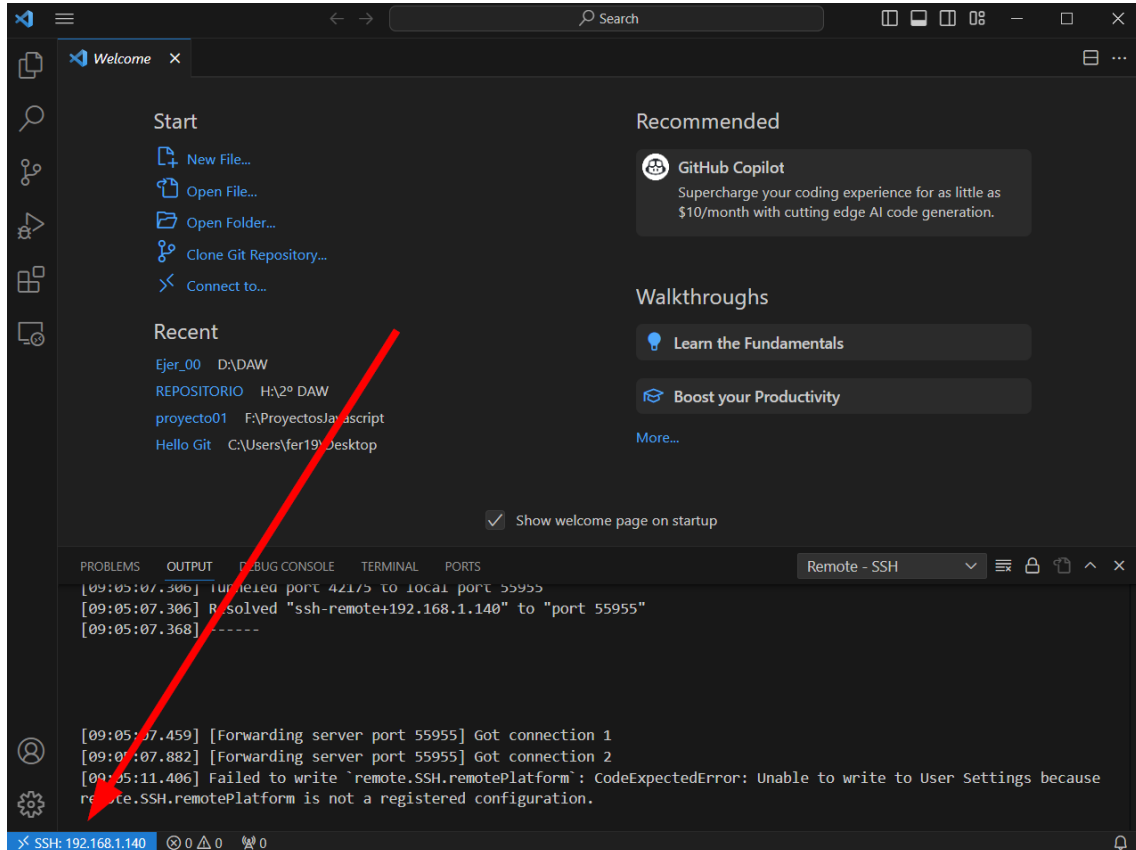 Search
Welcome
Start
New File...
Open File...
Open Folder...
Clone Git Repository...
Connect to...
Recent
Ejer_00 D:\DAW
REPOSITORIO H:\2º DAW
proyecto01 F:\ProyectosJavascript
Hello Git C:\Users\fer19\Desktop
Recommended
GitHub Copilot
Supercharge your coding experience for as little as
$10/month with cutting edge AI code generation.
Walkthroughs
Learn the Fundamentals
Boost your Productivity
More...
Show welcome page on startup
PROBLEMS OUTPUT DEBUG CONSOLE TERMINAL PORTS Remote - SSH
[09:05:07.306] Tunneled port 42175 to local port 55955
[09:05:07.306] Resolved "ssh-remote+192.168.1.140" to "port 55955"
[09:05:07.368] ------
[09:05:07.459] [Forwarding server port 55955] Got connection 1
[09:05:07.882] [Forwarding server port 55955] Got connection 2
[09:05:11.406] Failed to write `remote.SSH.remotePlatform`: CodeExpectedError: Unable to write to User Settings because
remote.SSH.remotePlatform is not a registered configuration.
SSH: 192.168.1.140 0 0 0